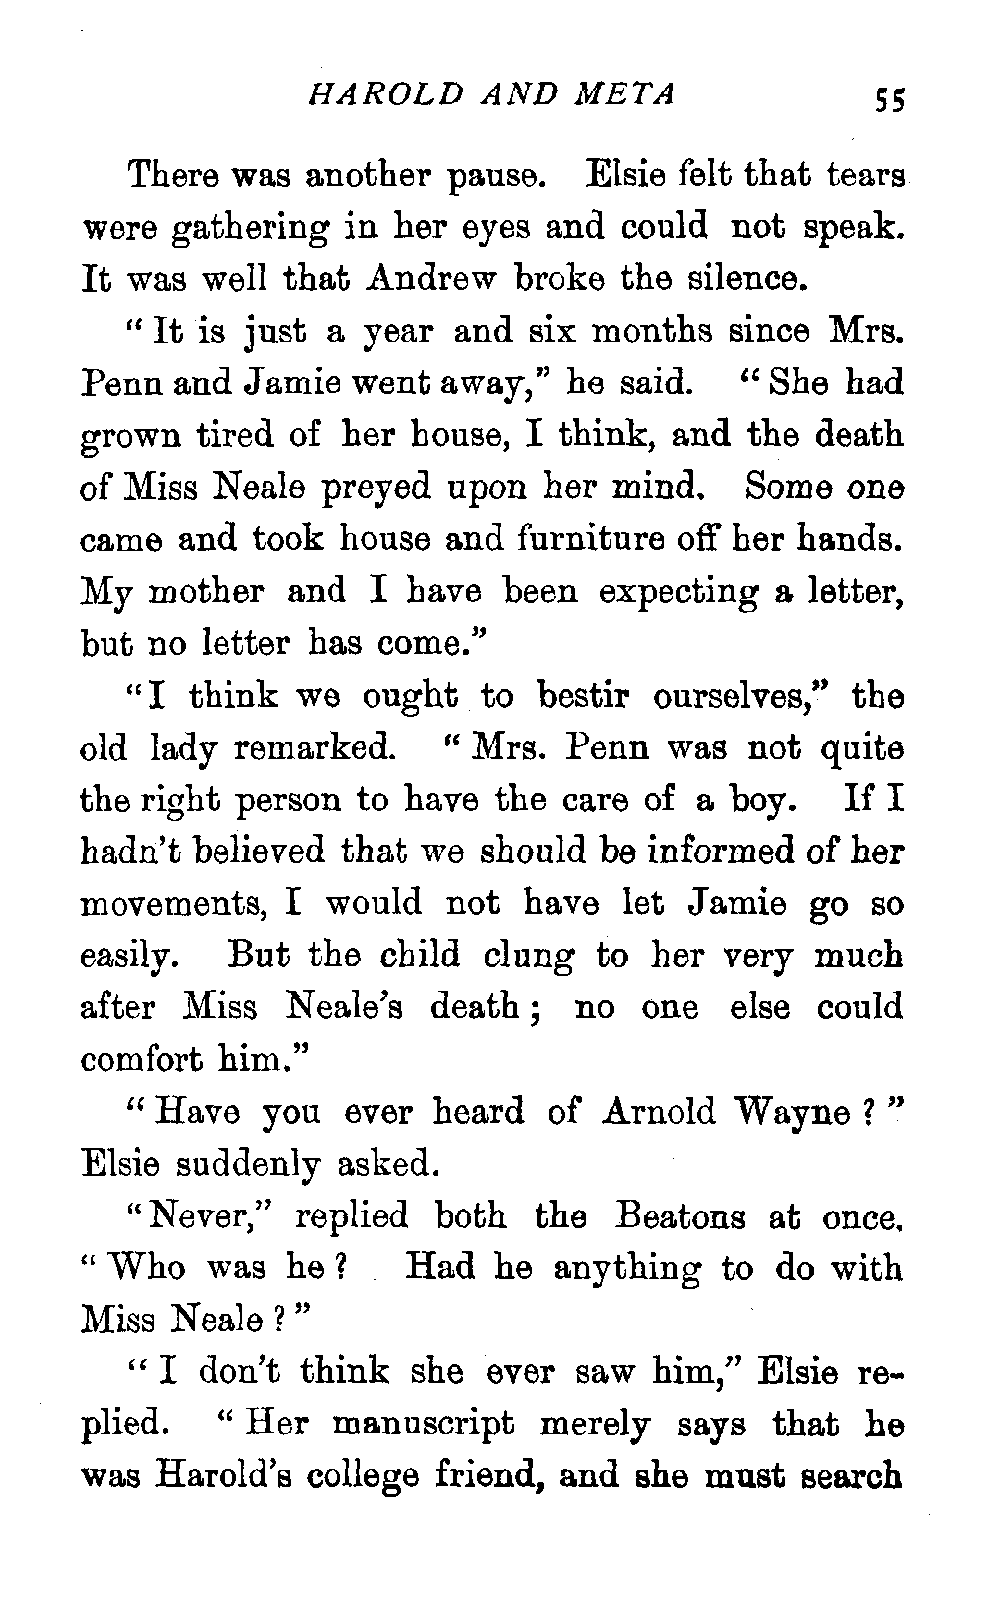 HAROLD AND META 55
There was another pause. Elsie felt that tears
were gathering in her eyes and could not speak.
It was well that Andrew broke the silence.
“ It is just a year and six months since Mrs.
Penn and Jamie went away,” he said. “ She had
grown tired of her house, I think, and the death
of Miss Neale preyed upon her mind. Some one
came and took house and furniture off her hands.
My mother and I have been expecting a letter,
but no letter has come.”
“ I think we ought to bestir ourselves,” the
old lady remarked. “ Mrs. Penn was not quite
the right person to have the care of a boy. If I
hadn’t believed that we should be informed of her
movements, I would not have let Jamie go so
easily. But the child clung to her very much
after Miss Neale’s death ; no one else could
comfort him.”
“ Have you ever heard of Arnold Wayne ? ”
Elsie suddenly asked.
“ Never,” replied both the Beatons at once.
“ Who was he ? Had he anything to do with
Miss Neale ? ”
“ I don’t think she ever saw him,” Elsie re-
plied. “ Her manuscript merely says that he
was Harold’s college friend, and she must search